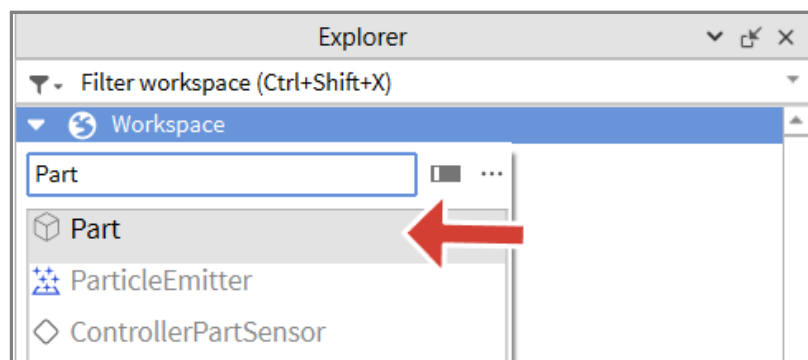 Explorer
Filter workspace (Ctrl+Shift+X)
Workspace
Part
Part
ParticleEmitter
ControllerPartSensor